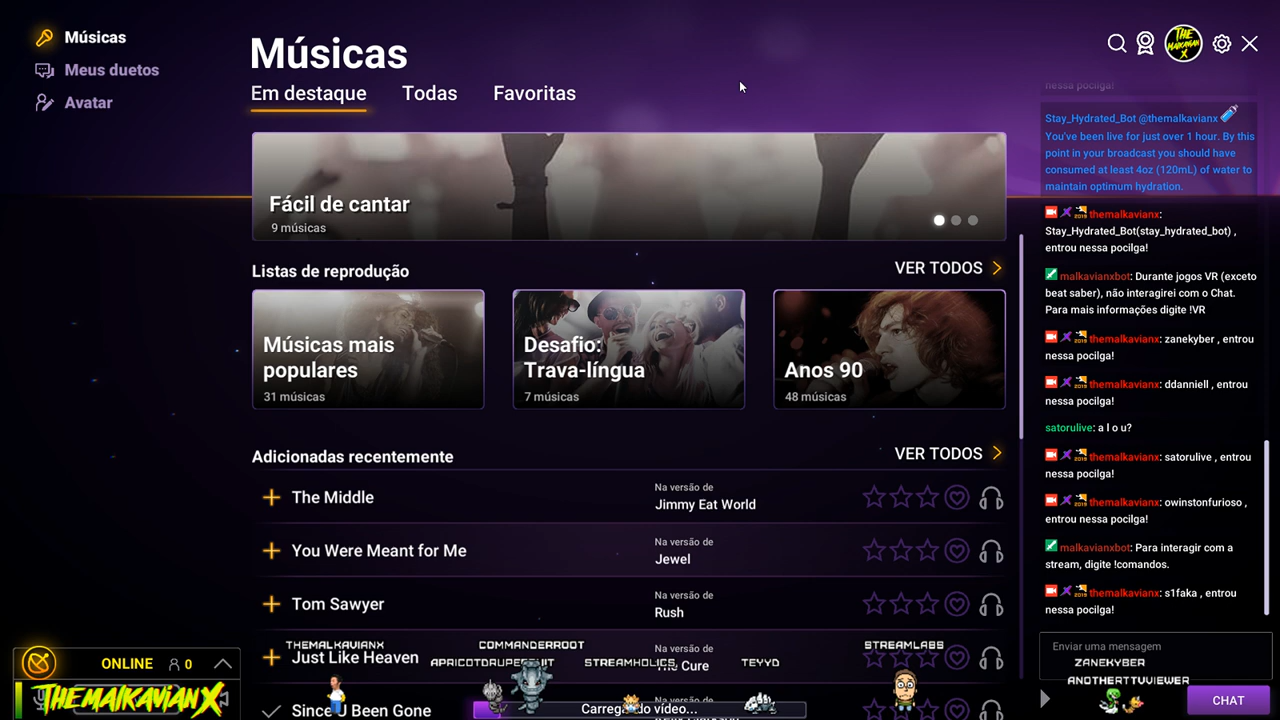 Músicas
Meus duetos
Avatar
Músicas
Em destaque
Todas
Favoritas
Fácil de cantar
9 músicas
Listas de reprodução
VER TODOS
Músicas mais
populares
31 músicas
Desafio:
Trava-língua
7 músicas
Anos 90
48 músicas
Adicionadas recentemente
VER TODOS
The Middle
Na versão de
Jimmy Eat World
You Were Meant for Me
Na versão de
Jewel
Tom Sawyer
Na versão de
Rush
Just Like Heaven
Na versão de
Cure
Since U Been Gone
Na versão de
THEMALKAVIANX
COMMANDERROOT
STREAMLABS
STREAMHOLICS
TEYYD
ONLINE
0
THEMALKAVIANX
THE
MALKAVIAN
X
nessa pocilga!
Stay_Hydrated_Bot @themalkavianx
You've been live for just over 1 hour. By this
point in your broadcast you should have
consumed at least 4oz (120mL) of water to
maintain optimum hydration.
themalkavianx:
Stay_Hydrated_Bot(stay_hydrated_bot) ,
entrou nessa pocilga!
malkavianxbot: Durante jogos VR (exceto
beat saber), não interagirei com o Chat.
Para mais informações digite !VR
themalkavianx: zanekyber , entrou
nessa pocilga!
themalkavianx: ddanniell , entrou
nessa pocilga!
satorulive: a l o u?
themalkavianx: satorulive , entrou
nessa pocilga!
themalkavianx: owinstonfurioso ,
entrou nessa pocilga!
malkavianxbot: Para interagir com a
stream, digite !comandos.
themalkavianx: s1faka , entrou
nessa pocilga!
Enviar uma mensagem
ZANEKYBER
ANOTHERTTVVIEWER
CHAT